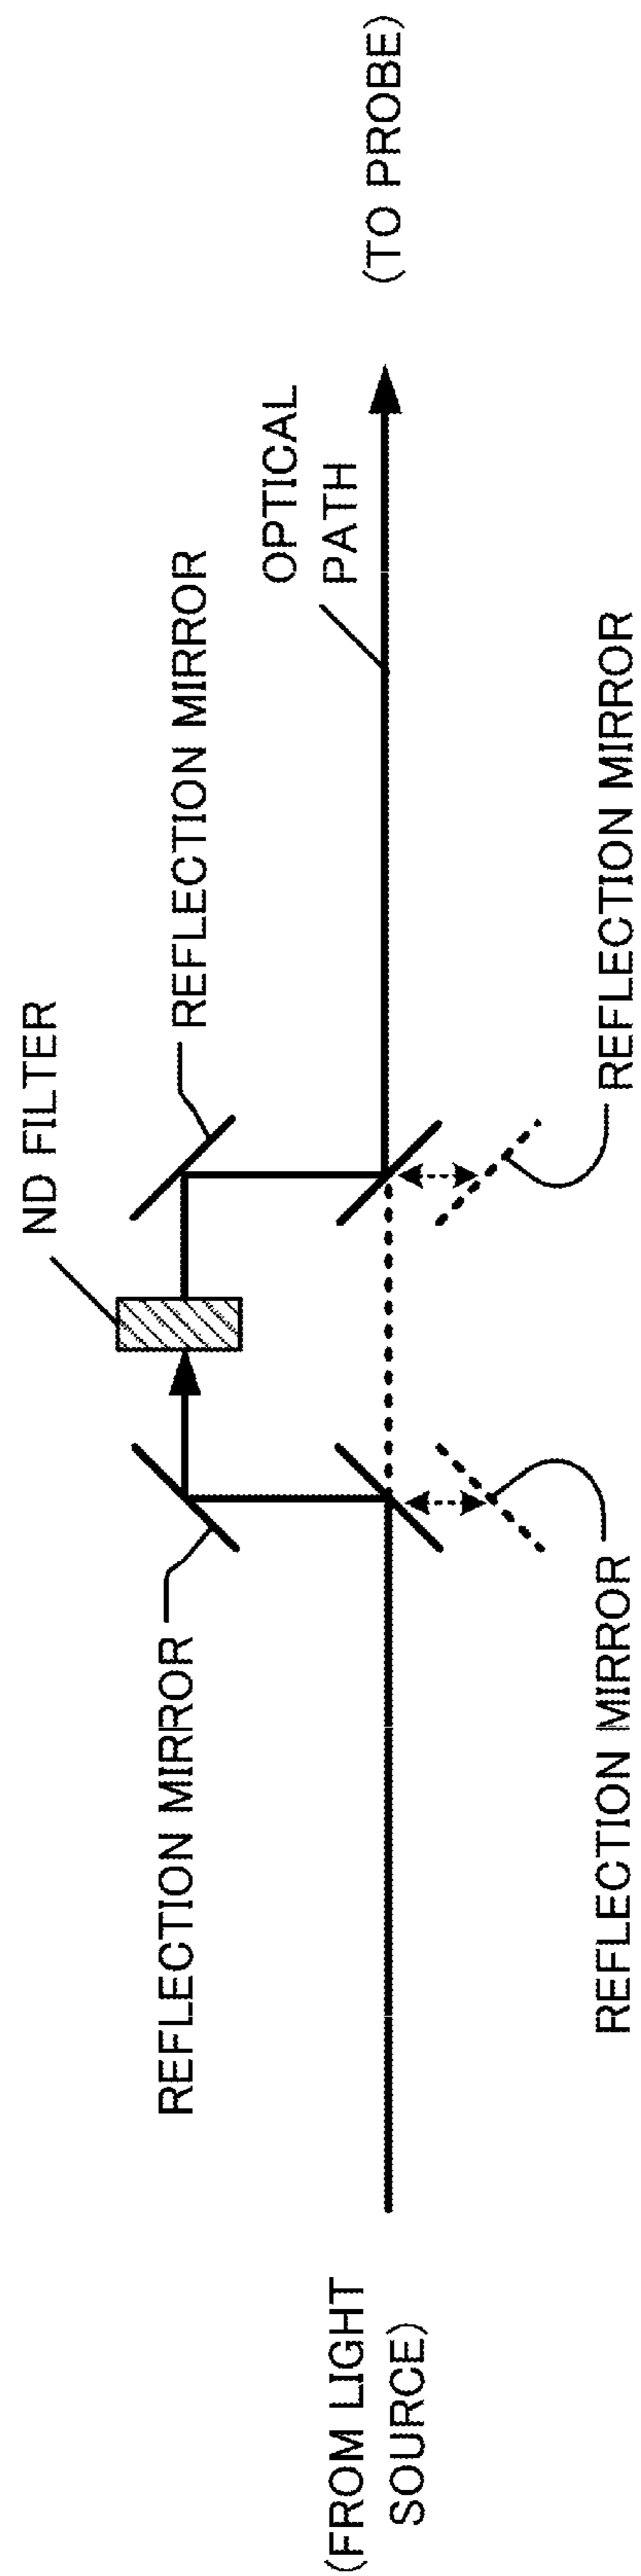 ND FILTER
REFLECTION MIRROR
REFLECTION MIRROR
OPTICAL
PATH
(FROM LIGHT
SOURCE)
(TO PROBE)
REFLECTION MIRROR
REFLECTION MIRROR